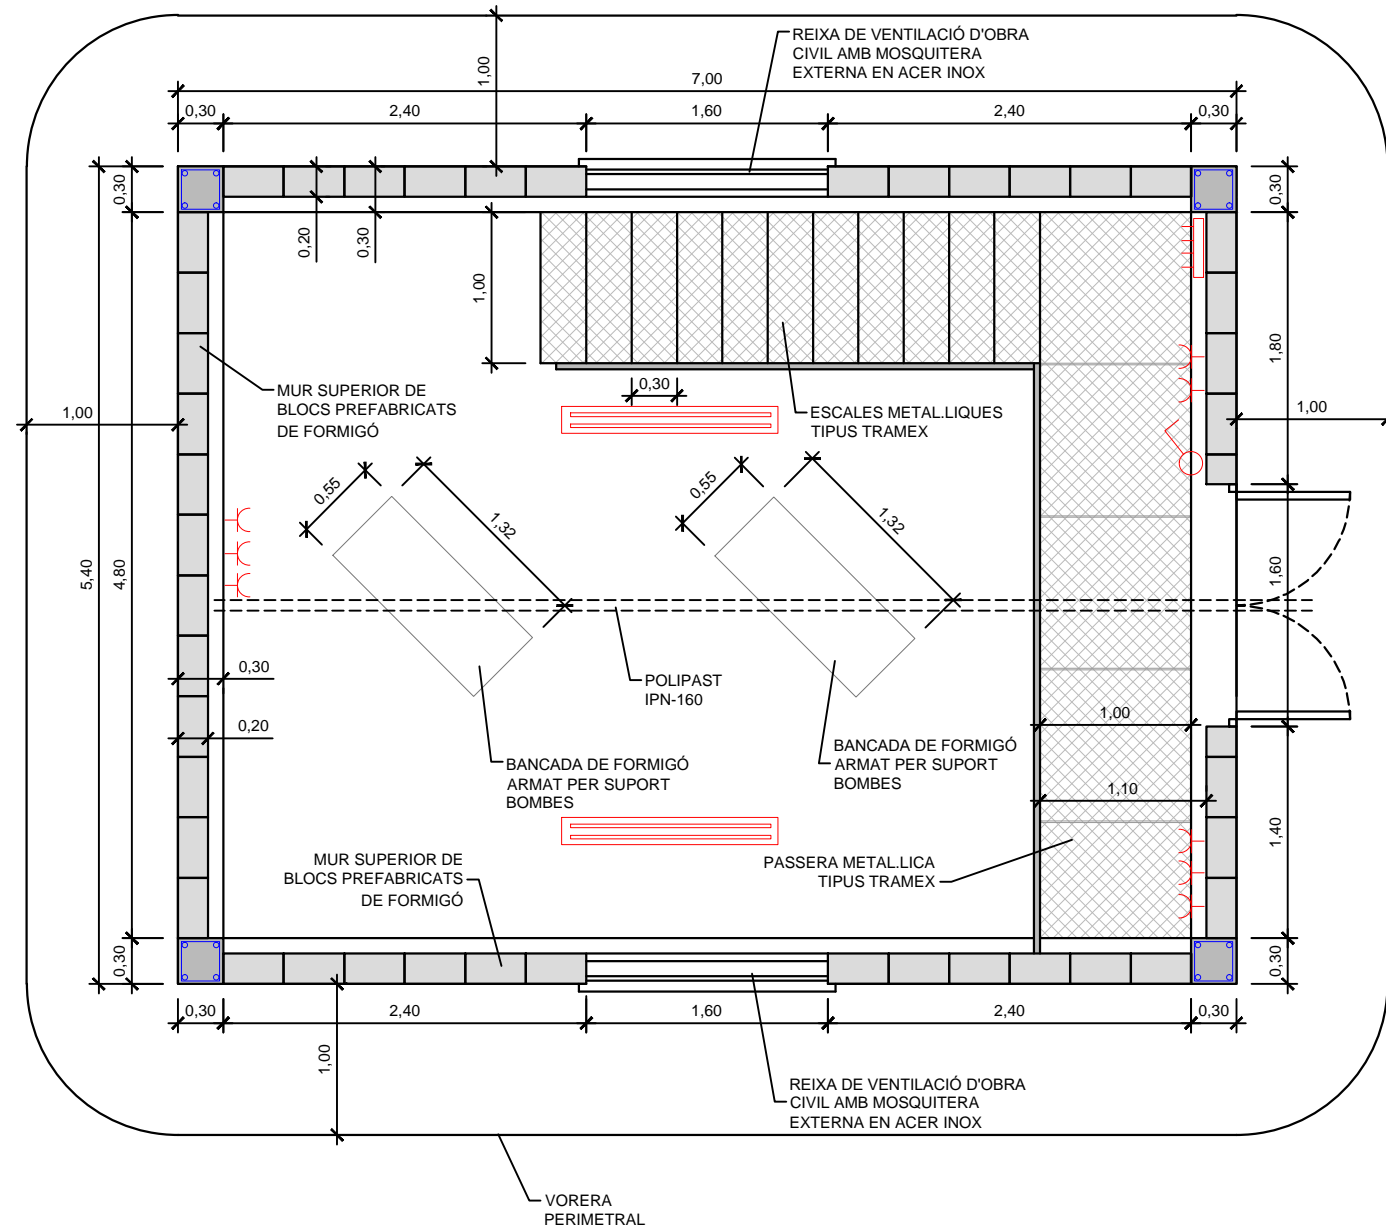 REIXA DE VENTILACIÓ D'OBRA
CIVIL AMB MOSQUITERA
EXTERNA EN ACER INOX
1,00
7,00
0,30
2,40
1,60
2,40
0,30
0,30
0,20
0,30
0,30
1,00
1,80
MUR SUPERIOR DE
BLOCS PREFABRICATS
DE FORMIGÓ
0,30
ESCALES METAL.LIQUES
TIPUS TRAMEX
1,00
1,00
0,55
1,32
0,55
1,32
5,40
4,80
1,60
0,30
POLIPAST
IPN-160
0,20
1,00
BANCADA DE FORMIGÓ
ARMAT PER SUPORT
BOMBES
BANCADA DE FORMIGÓ
ARMAT PER SUPORT
BOMBES
1,10
1,40
MUR SUPERIOR DE
BLOCS PREFABRICATS
DE FORMIGÓ
PASSERA METAL.LICA
TIPUS TRAMEX
0,30
0,30
0,30
2,40
1,60
2,40
0,30
1,00
REIXA DE VENTILACIÓ D'OBRA
CIVIL AMB MOSQUITERA
EXTERNA EN ACER INOX
VORERA
PERIMETRAL